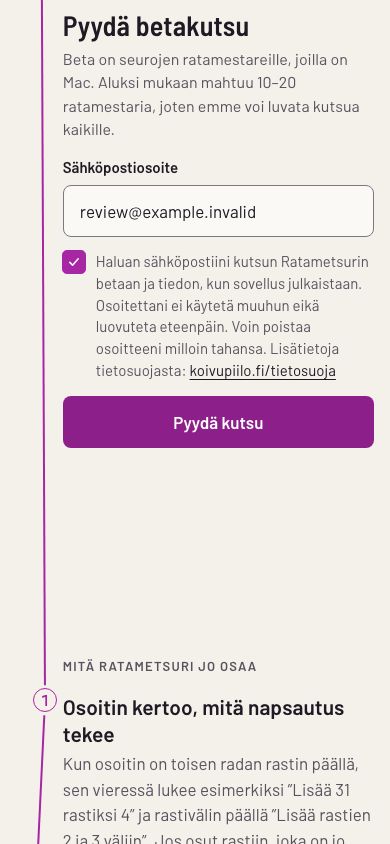 Pyydä betakutsu
Beta on seurojen ratamestareille, joilla on
Mac. Aluksi mukaan mahtuu 10–20
ratamestaria, joten emme voi luvata kutsua
kaikille.
Sähköpostiosoite
review@example.invalid
Haluan sähköpostiini kutsun Ratametsurin
betaan ja tiedon, kun sovellus julkaistaan.
Osoitettani ei käytetä muuhun eikä
luovuteta eteenpäin. Voin poistaa
osoitteeni milloin tahansa. Lisätietoja
tietosuojasta: koivupiilo.fi/tietosuoja
Pyydä kutsu
MITÄ RATAMETSURI JO OSAA
1
Osoitin kertoo, mitä napsautus
tekee
Kun osoitin on toisen radan rastin päällä,
sen vieressä lukee esimerkiksi ”Lisää 31
rastiksi 4” ja rastivälin päällä ”Lisää rastien
2 ja 3 väliin”. Jos osut rastiin, joka on jo